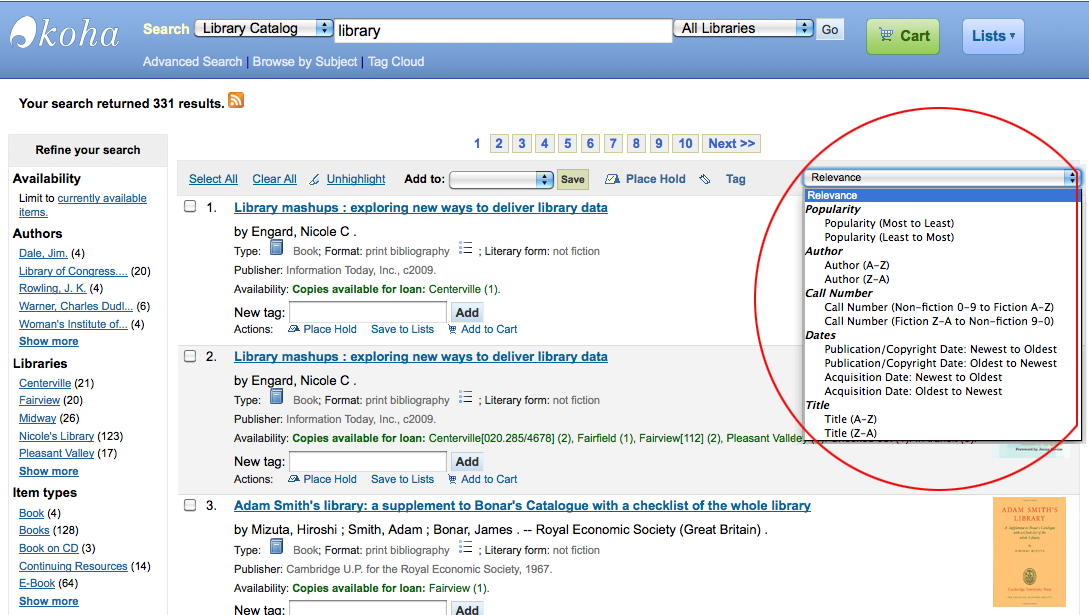 koha
Search Library Catalog library All Libraries Go
Cart
Lists
Advanced Search | Browse by Subject | Tag Cloud
Your search returned 331 results.
1 2 3 4 5 6 7 8 9 10 Next >>
Refine your search
Availability
Limit to currently available
items.
Authors
Dale, Jim. (4)
Library of Congress.... (20)
Rowling, J. K. (4)
Warner, Charles Dudl... (6)
Woman's Institute of... (4)
Show more
Libraries
Centerville (21)
Fairview (20)
Midway (26)
Nicole's Library (123)
Pleasant Valley (17)
Show more
Item types
Book (4)
Books (128)
Book on CD (3)
Continuing Resources (14)
E-Book (64)
Show more
Select All Clear All Unhighlight Add to: Save Place Hold Tag
Relevance
Relevance
Popularity
Popularity (Most to Least)
Popularity (Least to Most)
Author
Author (A-Z)
Author (Z-A)
Call Number
Call Number (Non-fiction 0-9 to Fiction A-Z)
Call Number (Fiction Z-A to Non-fiction 9-0)
Dates
Publication/Copyright Date: Newest to Oldest
Publication/Copyright Date: Oldest to Newest
Acquisition Date: Newest to Oldest
Acquisition Date: Oldest to Newest
Title
Title (A-Z)
Title (Z-A)
1. Library mashups : exploring new ways to deliver library data
by Engard, Nicole C .
Type: Book; Format: print bibliography ; Literary form: not fiction
Publisher: Information Today, Inc., c2009.
Availability: Copies available for loan: Centerville (1).
New tag: Add
Actions: Place Hold Save to Lists Add to Cart
2. Library mashups : exploring new ways to deliver library data
by Engard, Nicole C .
Type: Book; Format: print bibliography ; Literary form: not fiction
Publisher: Information Today, Inc., c2009.
Availability: Copies available for loan: Centerville[020.285/4678] (2), Fairfield (1), Fairview[112] (2), Pleasant
New tag: Add
Actions: Place Hold Save to Lists Add to Cart
3. Adam Smith's library: a supplement to Bonar's Catalogue with a checklist of the whole library
by Mizuta, Hiroshi ; Smith, Adam ; Bonar, James . -- Royal Economic Society (Great Britain) .
Type: Book; Format: print bibliography ; Literary form: not fiction
Publisher: Cambridge U.P. for the Royal Economic Society, 1967.
Availability: Copies available for loan: Fairview (1).
New tag: Add
ADAM SMITH'S
LIBRARY